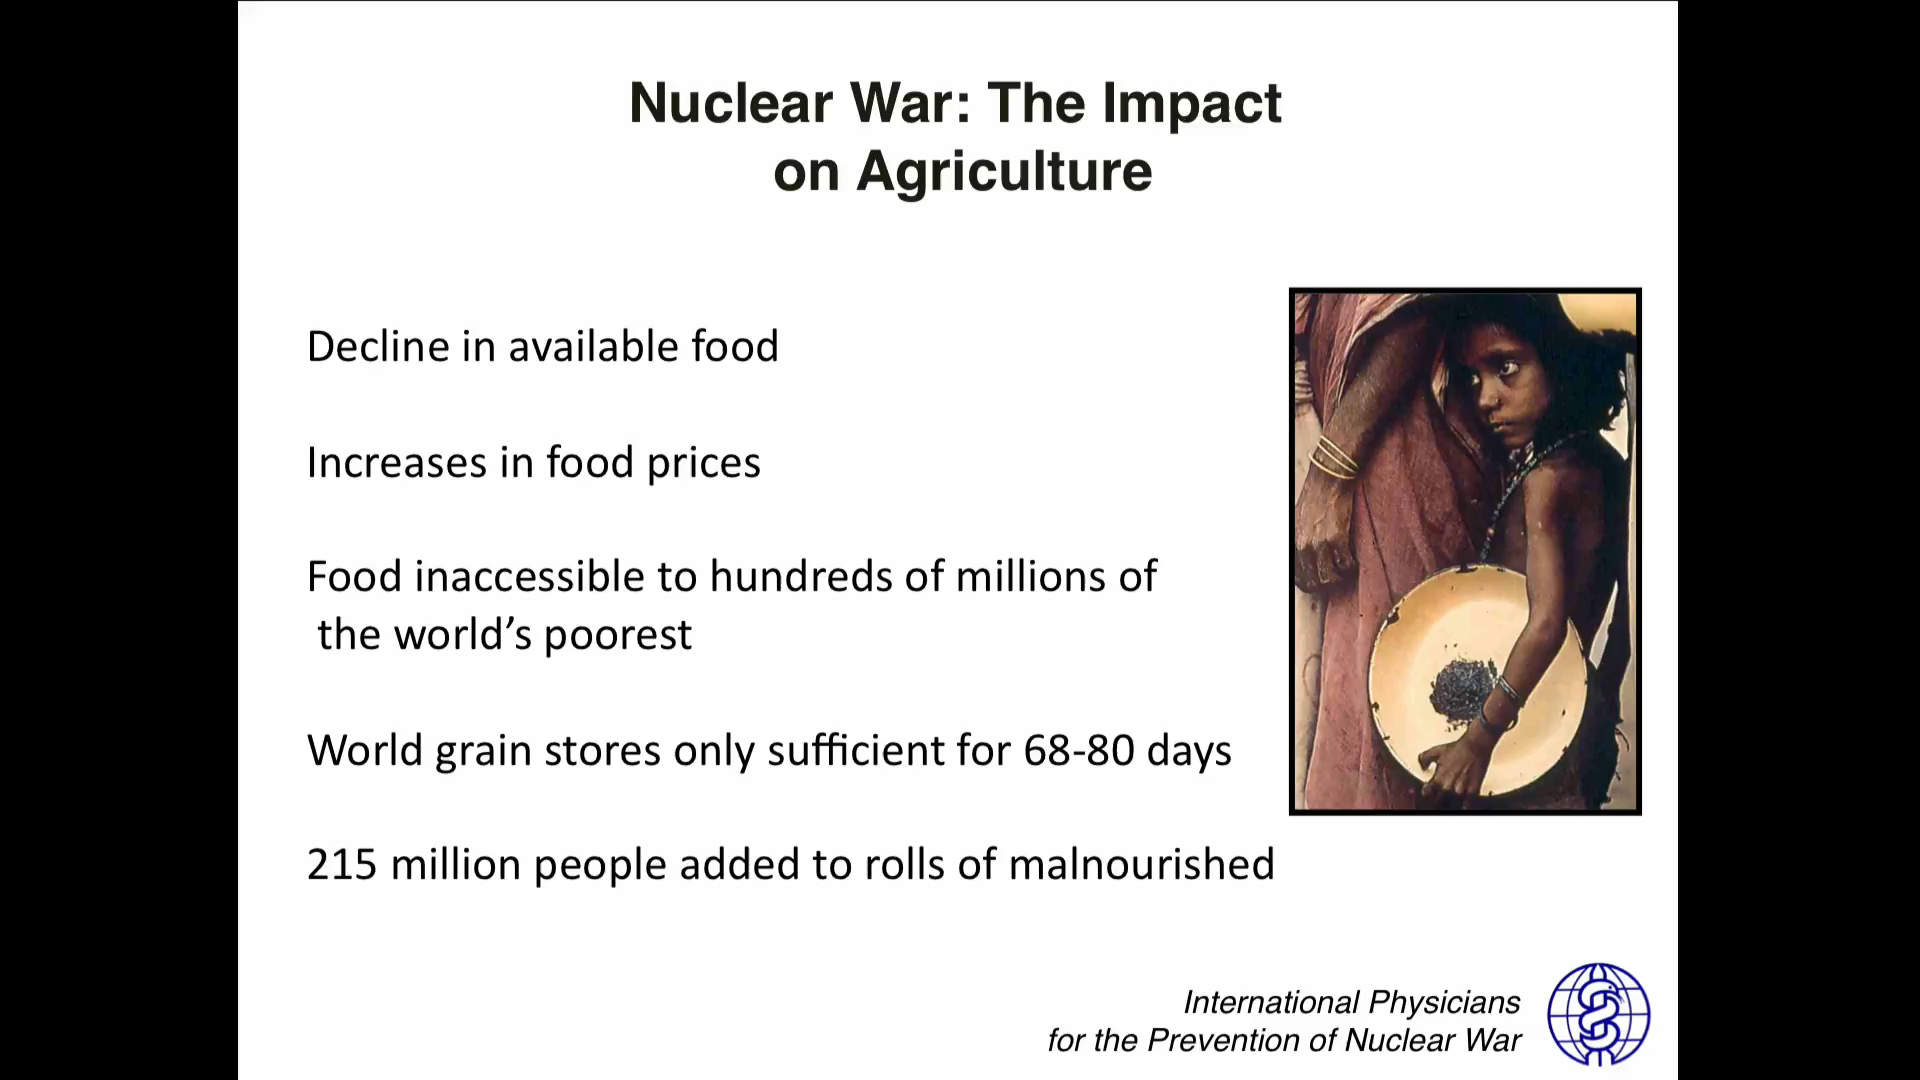 Nuclear War: The Impact
on Agriculture
Decline in available food
Increases in food prices
Food inaccessible to hundreds of millions of
the world’s poorest
World grain stores only sufficient for 68-80 days
215 million people added to rolls of malnourished
International Physicians
for the Prevention of Nuclear War